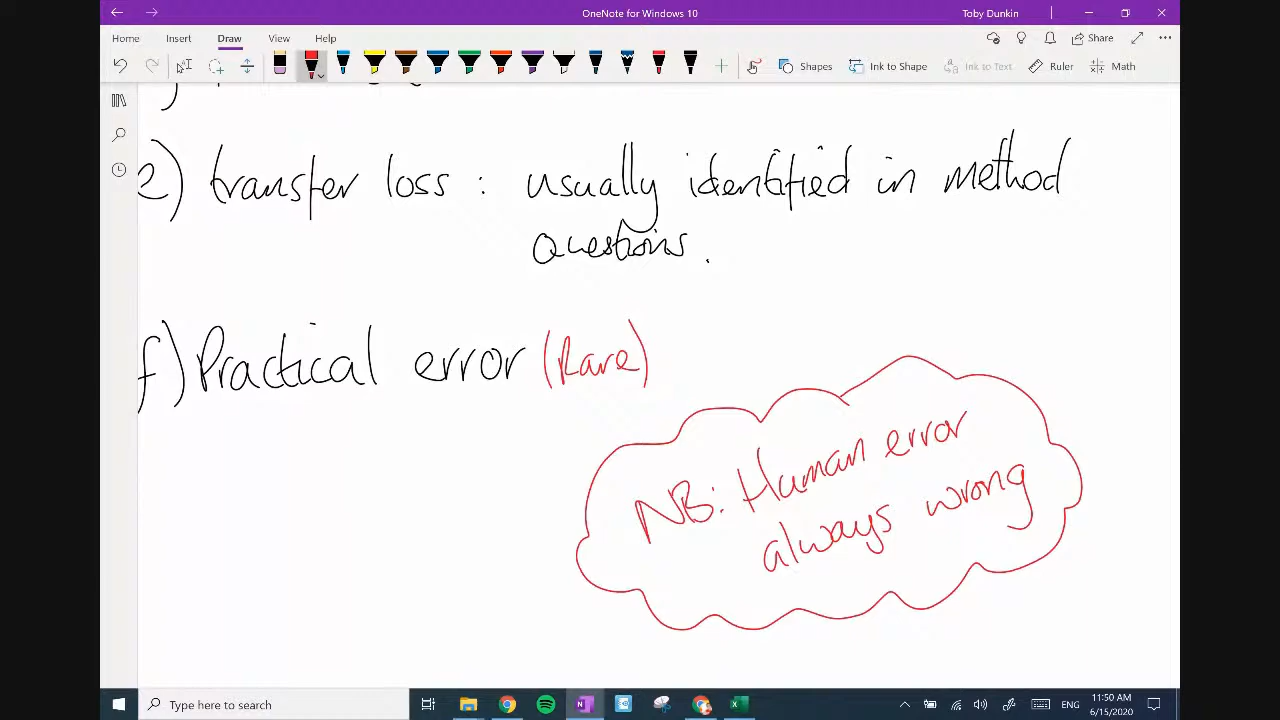 OneNote for Windows 10
Toby Dunkin
Home Insert Draw View Help
Share
Shapes Ink to Shape Ink to Text Ruler Math
e) transfer loss : usually identified in method
questions.
f) Practical error (Rare)
NB: Human error
always wrong
Type here to search
ENG
11:50 AM
6/15/2020